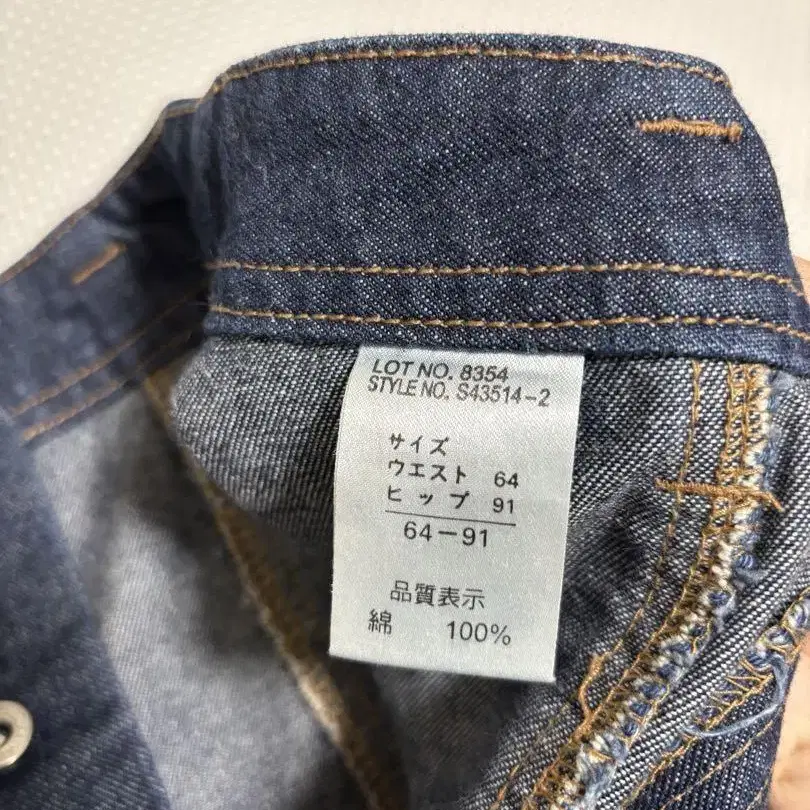 LOT NO. 8354
STYLE NO. S43514-2
サイズ
ウエスト 64
ヒップ 91
64-91
品質表示
綿 100%